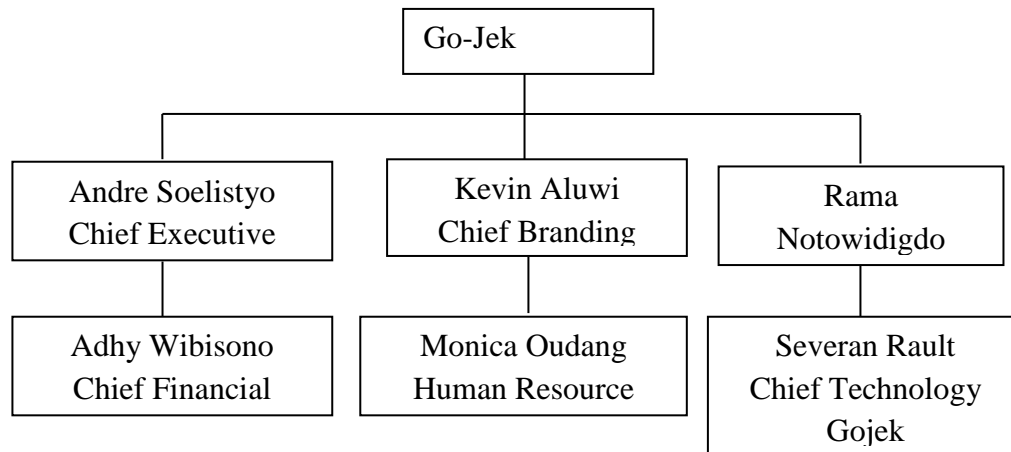 Go-Jek
Andre Soelistyo
Chief Executive
Kevin Aluwi
Chief Branding
Rama
Notowidigdo
Adhy Wibisono
Chief Financial
Monica Oudang
Human Resource
Severan Rault
Chief Technology
Gojek